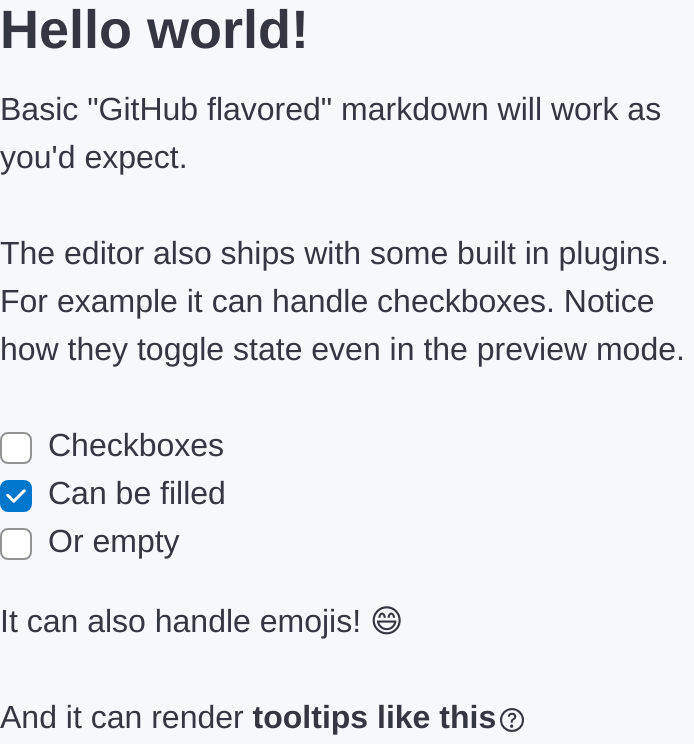 Hello world!
Basic "GitHub flavored" markdown will work as
you'd expect.
The editor also ships with some built in plugins.
For example it can handle checkboxes. Notice
how they toggle state even in the preview mode.
Checkboxes
Can be filled
Or empty
It can also handle emojis! 😄
And it can render tooltips like this